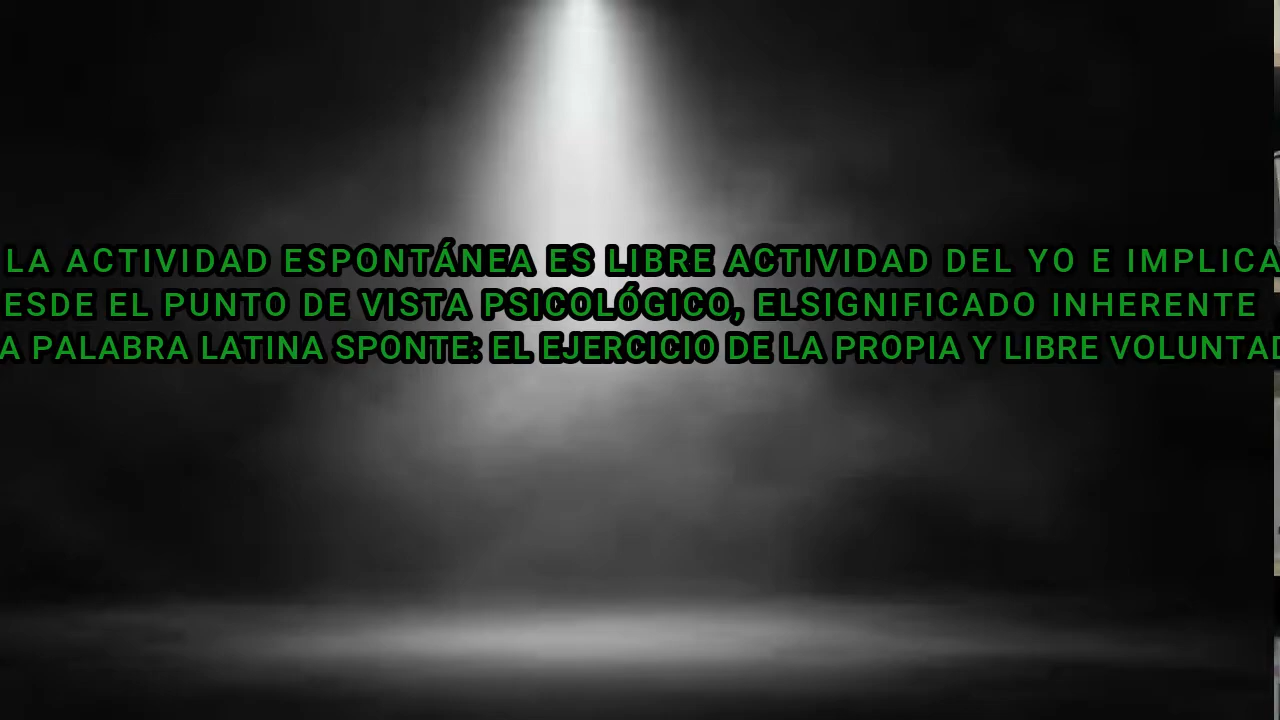 LA ACTIVIDAD ESPONTÁNEA ES LIBRE ACTIVIDAD DEL YO E IMPLICA
ESDE EL PUNTO DE VISTA PSICOLÓGICO, ELSIGNIFICADO INHERENTE
A PALABRA LATINA SPONTE: EL EJERCICIO DE LA PROPIA Y LIBRE VOLUNTAD